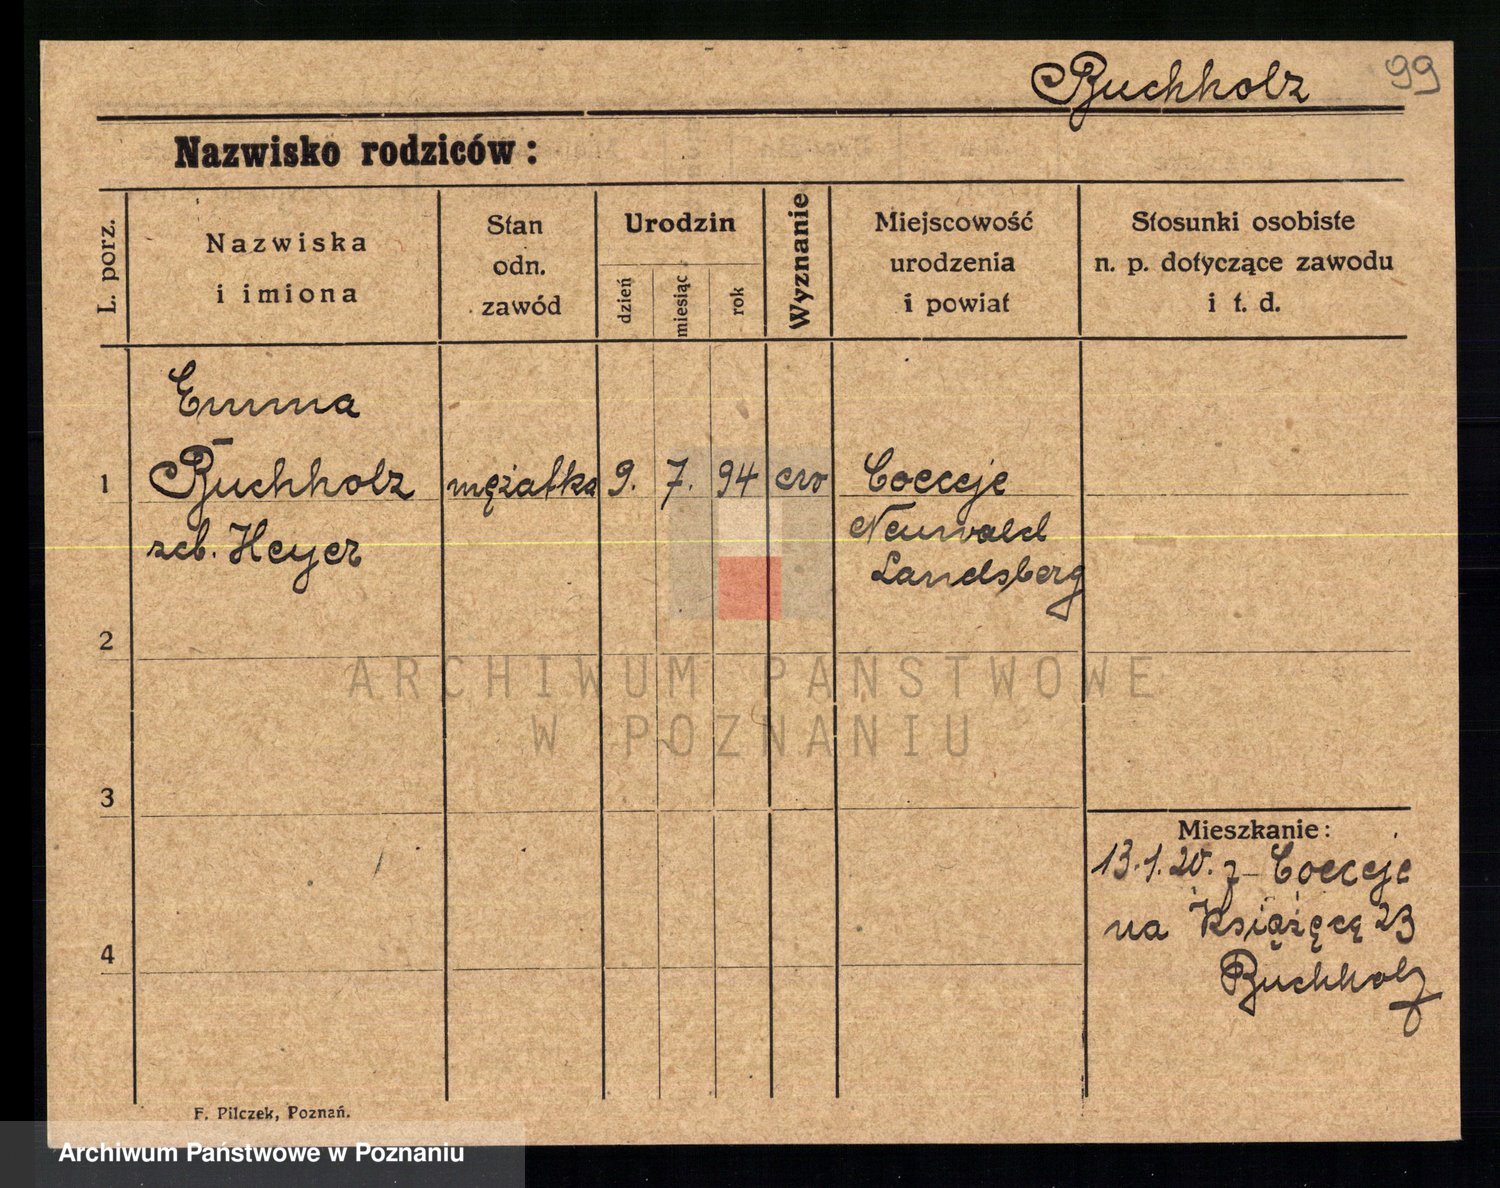 Buchholz 99
Nazwisko rodziców:
L. porz.
Nazwiska
i imiona
Stan
odn.
zawód
Urodzin
dzień
miesiąc
rok
Wyznanie
Miejscowość
urodzenia
i powiat
Stosunki osobiste
n. p. dotyczące zawodu
i t. d.
Emma
1 Buchholz mężatka 9. 7. 94 ew Cocceje
Neuwald
zeb. Heyer
Landsberg
2
ARCHIWUM PAŃSTWOWE
W POZNANIU
3
Mieszkanie:
13.1.20. z Cocceje
na Książęcą 23
4
Buchholz
F. Pilczek, Poznań.
Archiwum Państwowe w Poznaniu